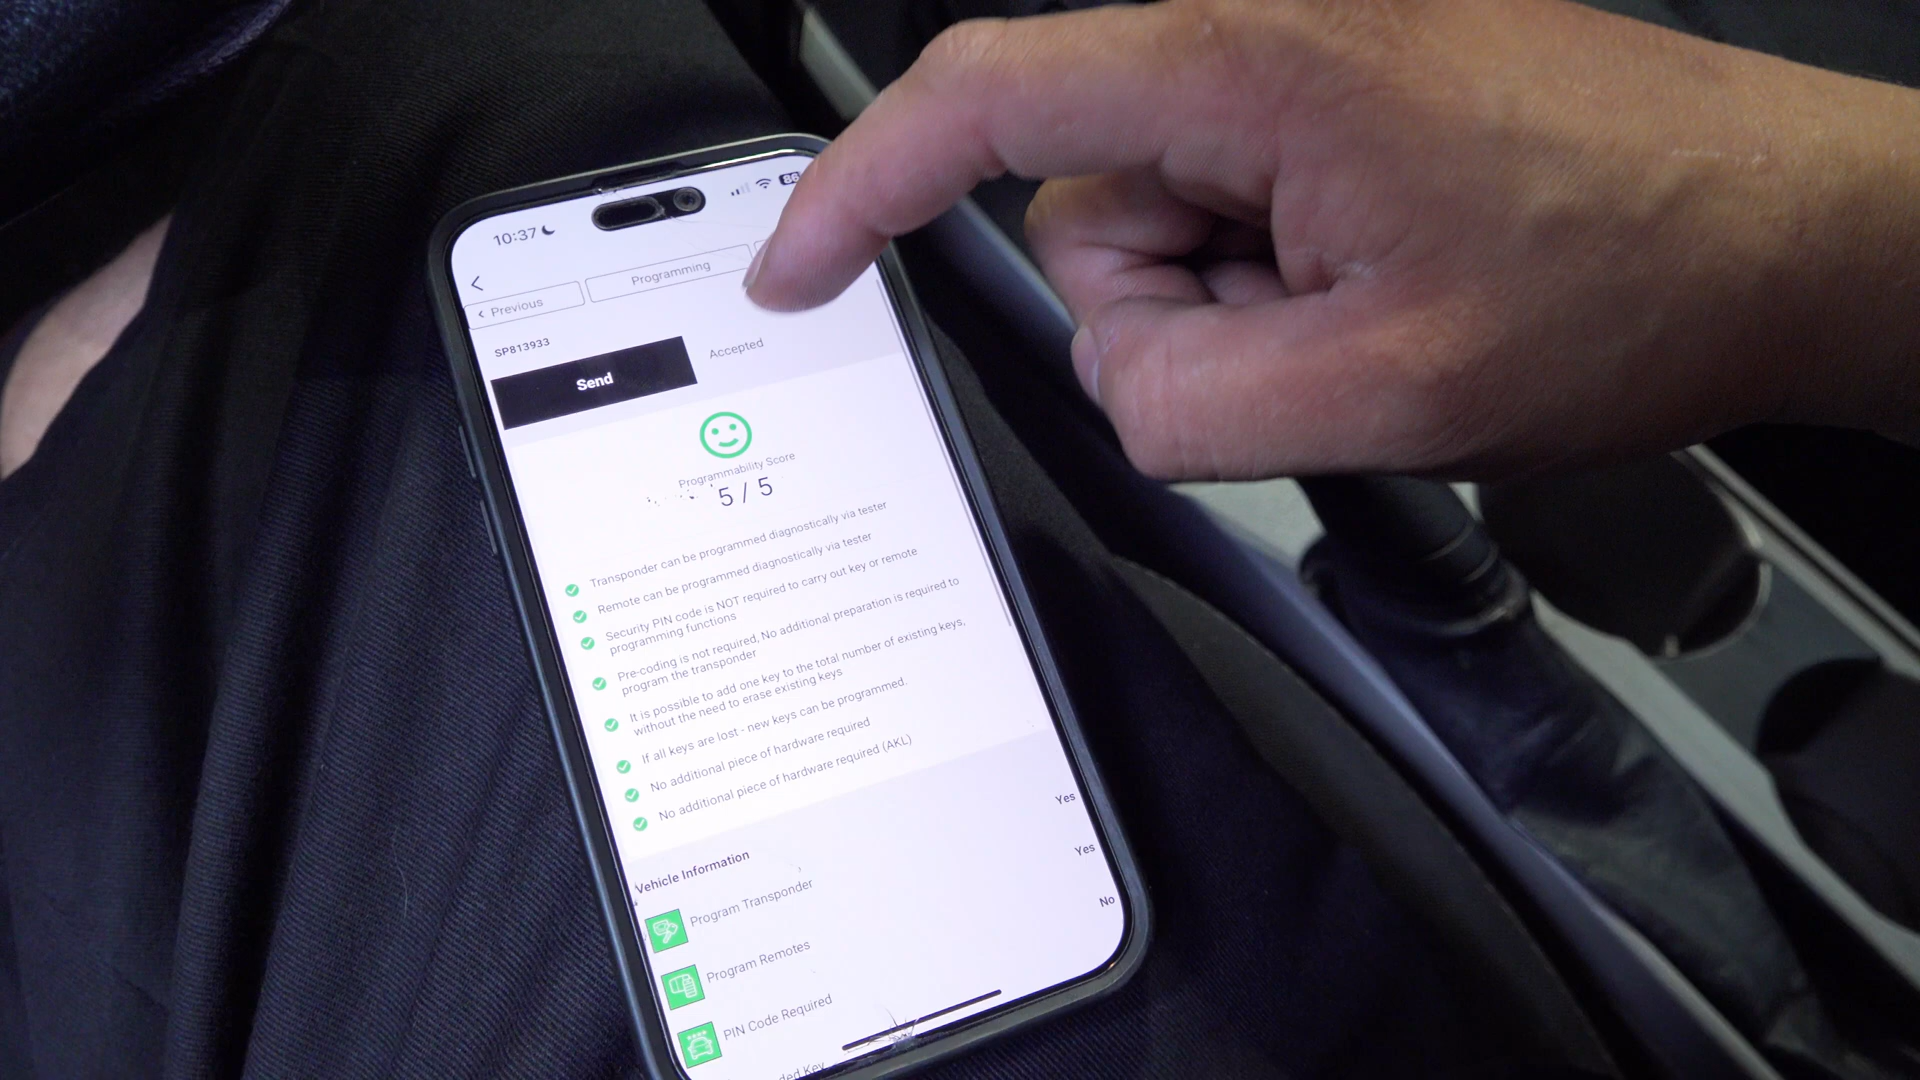 10:37
86
Previous
Programming
SP813933
Send
Accepted
Programmability Score
5 / 5
Transponder can be programmed diagnostically via tester
Remote can be programmed diagnostically via tester
Security PIN code is NOT required to carry out key or remote
programming functions
Pre-coding is not required, No additional preparation is required to
program the transponder
It is possible to add one key to the total number of existing keys,
without the need to erase existing keys
If all keys are lost - new keys can be programmed.
No additional piece of hardware required
No additional piece of hardware required (AKL)
Vehicle Information
Program Transponder
Yes
Program Remotes
Yes
PIN Code Required
No
Key